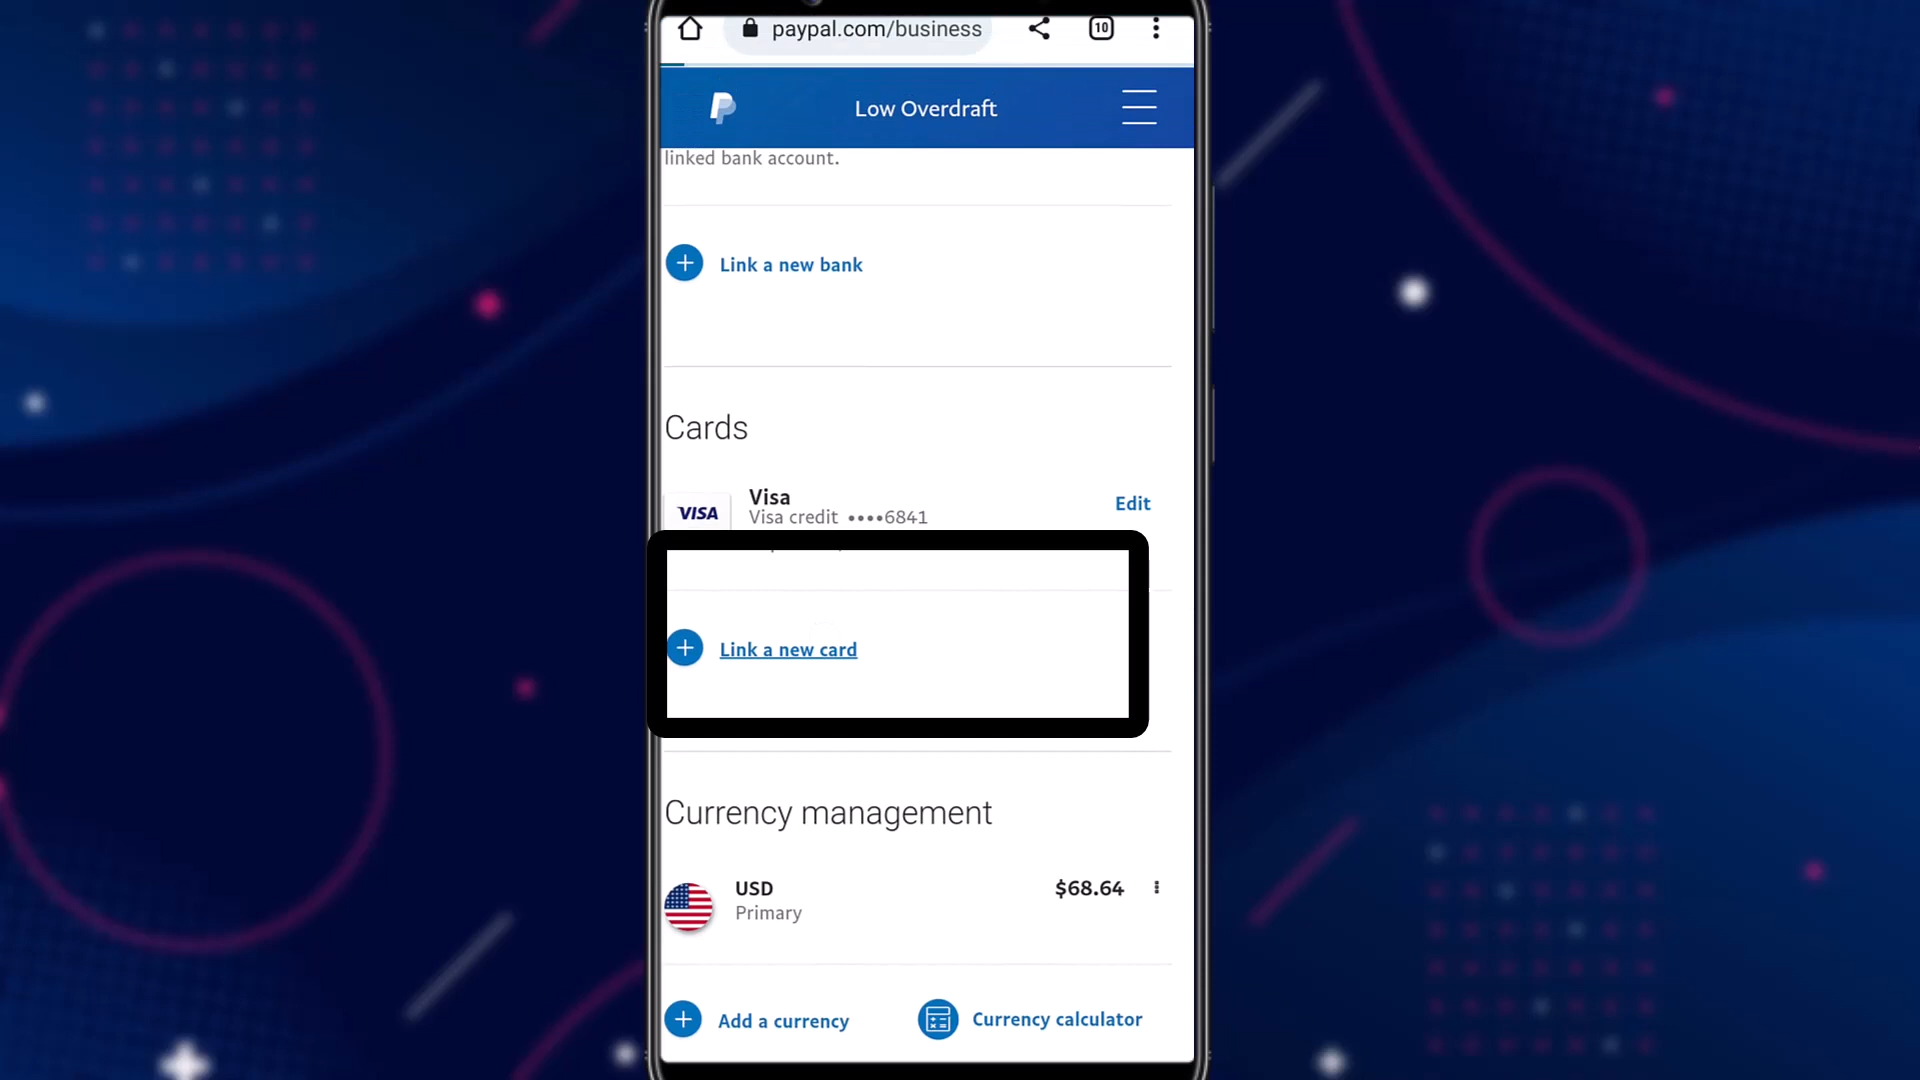 paypal.com/business
10
Low Overdraft
linked bank account.
Link a new bank
Cards
VISA
Visa
Edit
Visa credit ••••6841
Link a new card
Currency management
USD
$68.64
Primary
Add a currency
Currency calculator